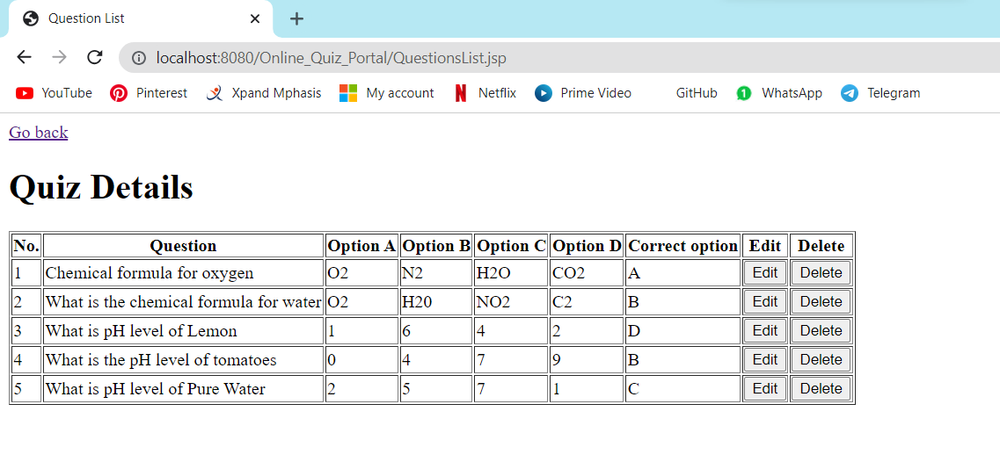 Question List
localhost:8080/Online_Quiz_Portal/QuestionsList.jsp
YouTube Pinterest Xpand Mphasis My account Netflix Prime Video GitHub 1 WhatsApp Telegram
Go back
Quiz Details
No. Question Option A Option B Option C Option D Correct option Edit Delete
1 Chemical formula for oxygen O2 N2 H2O CO2 A Edit Delete
2 What is the chemical formula for water O2 H20 NO2 C2 B Edit Delete
3 What is pH level of Lemon 1 6 4 2 D Edit Delete
4 What is the pH level of tomatoes 0 4 7 9 B Edit Delete
5 What is pH level of Pure Water 2 5 7 1 C Edit Delete